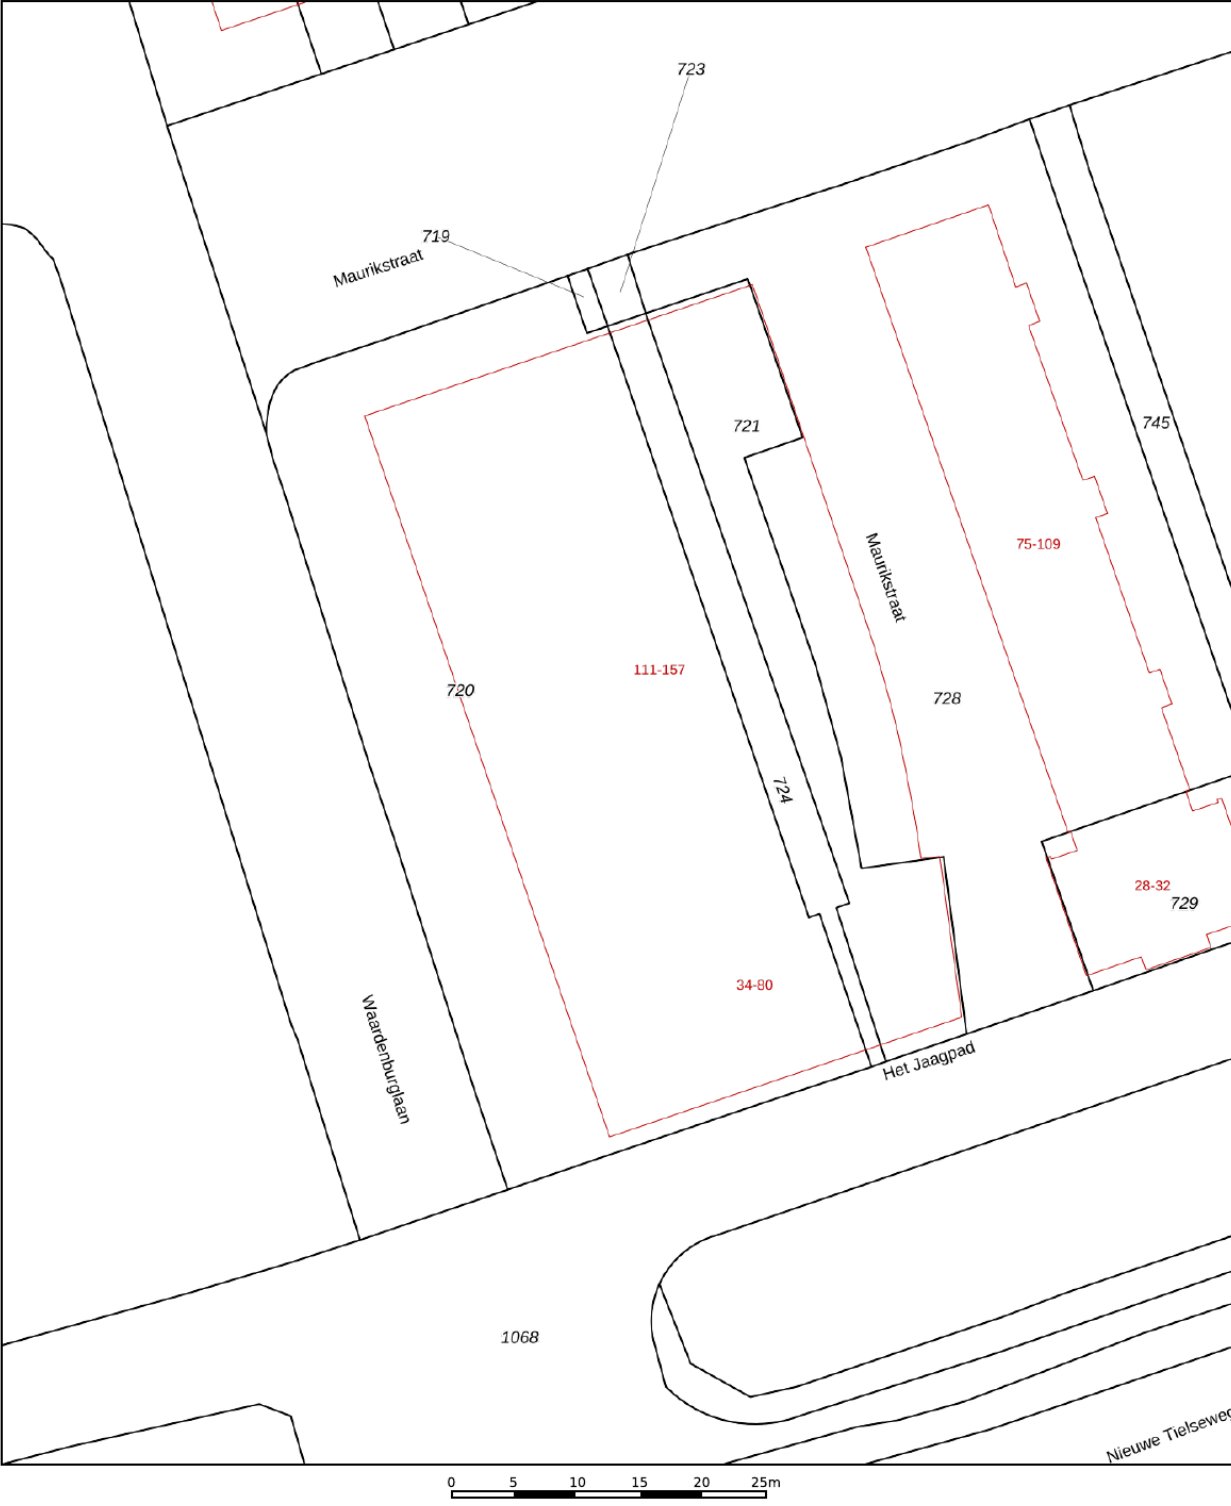 723
719
Maurikstraat
721
745
75-109
Maurikstraat
111-157
720
728
724
28-32
729
34-80
Waardenburglaan
Het Jaagpad
1068
Nieuwe Tielseweg
0 5 10 15 20 25m